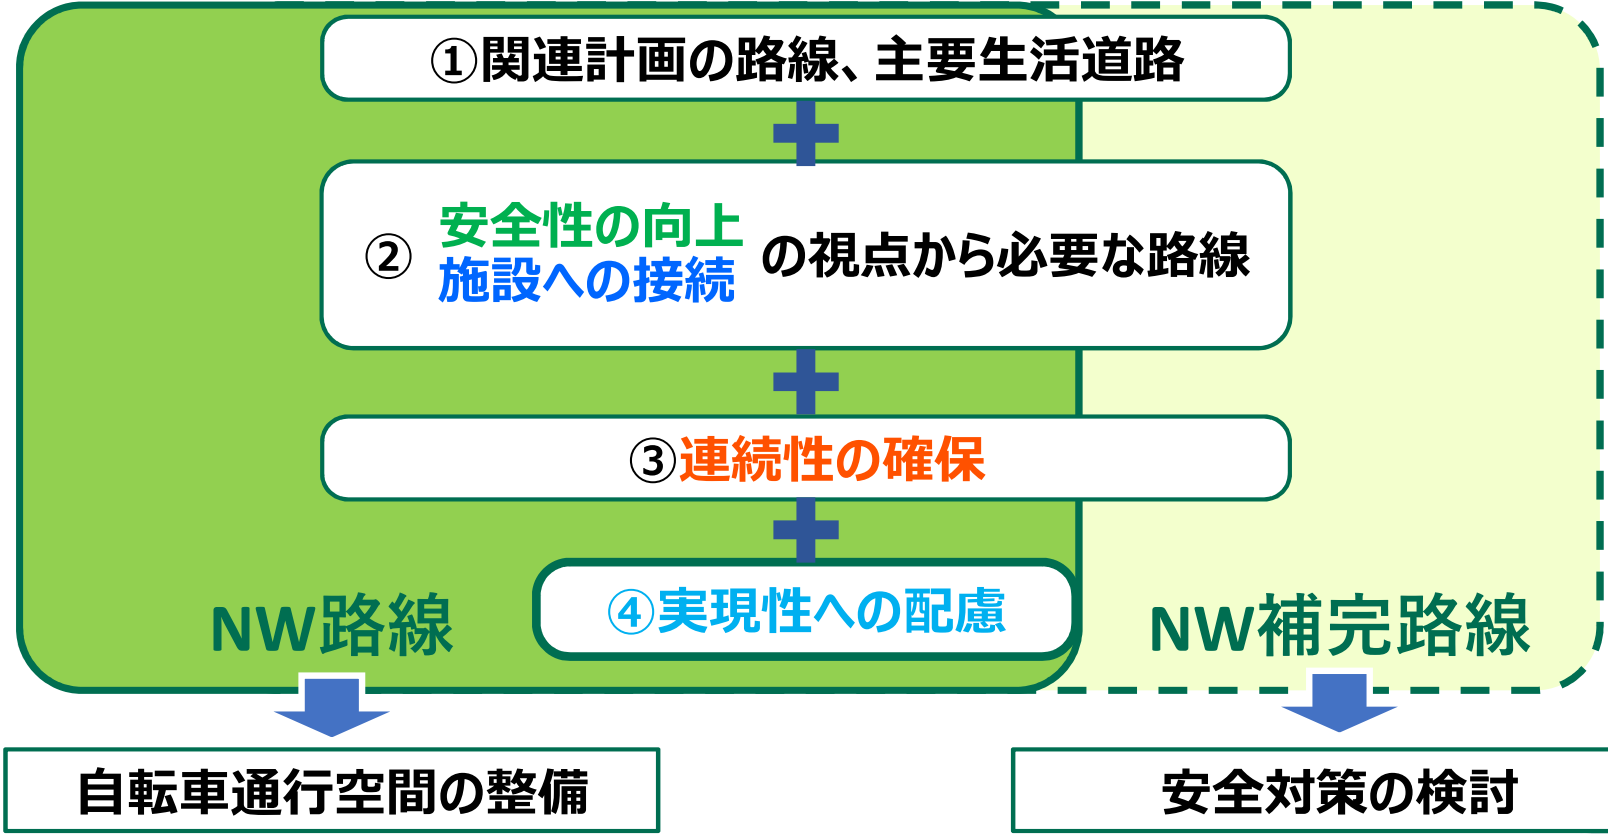 ①関連計画の路線、主要生活道路
② 安全性の向上
施設への接続 の視点から必要な路線
③連続性の確保
④実現性への配慮
NW路線
NW補完路線
自転車通行空間の整備
安全対策の検討